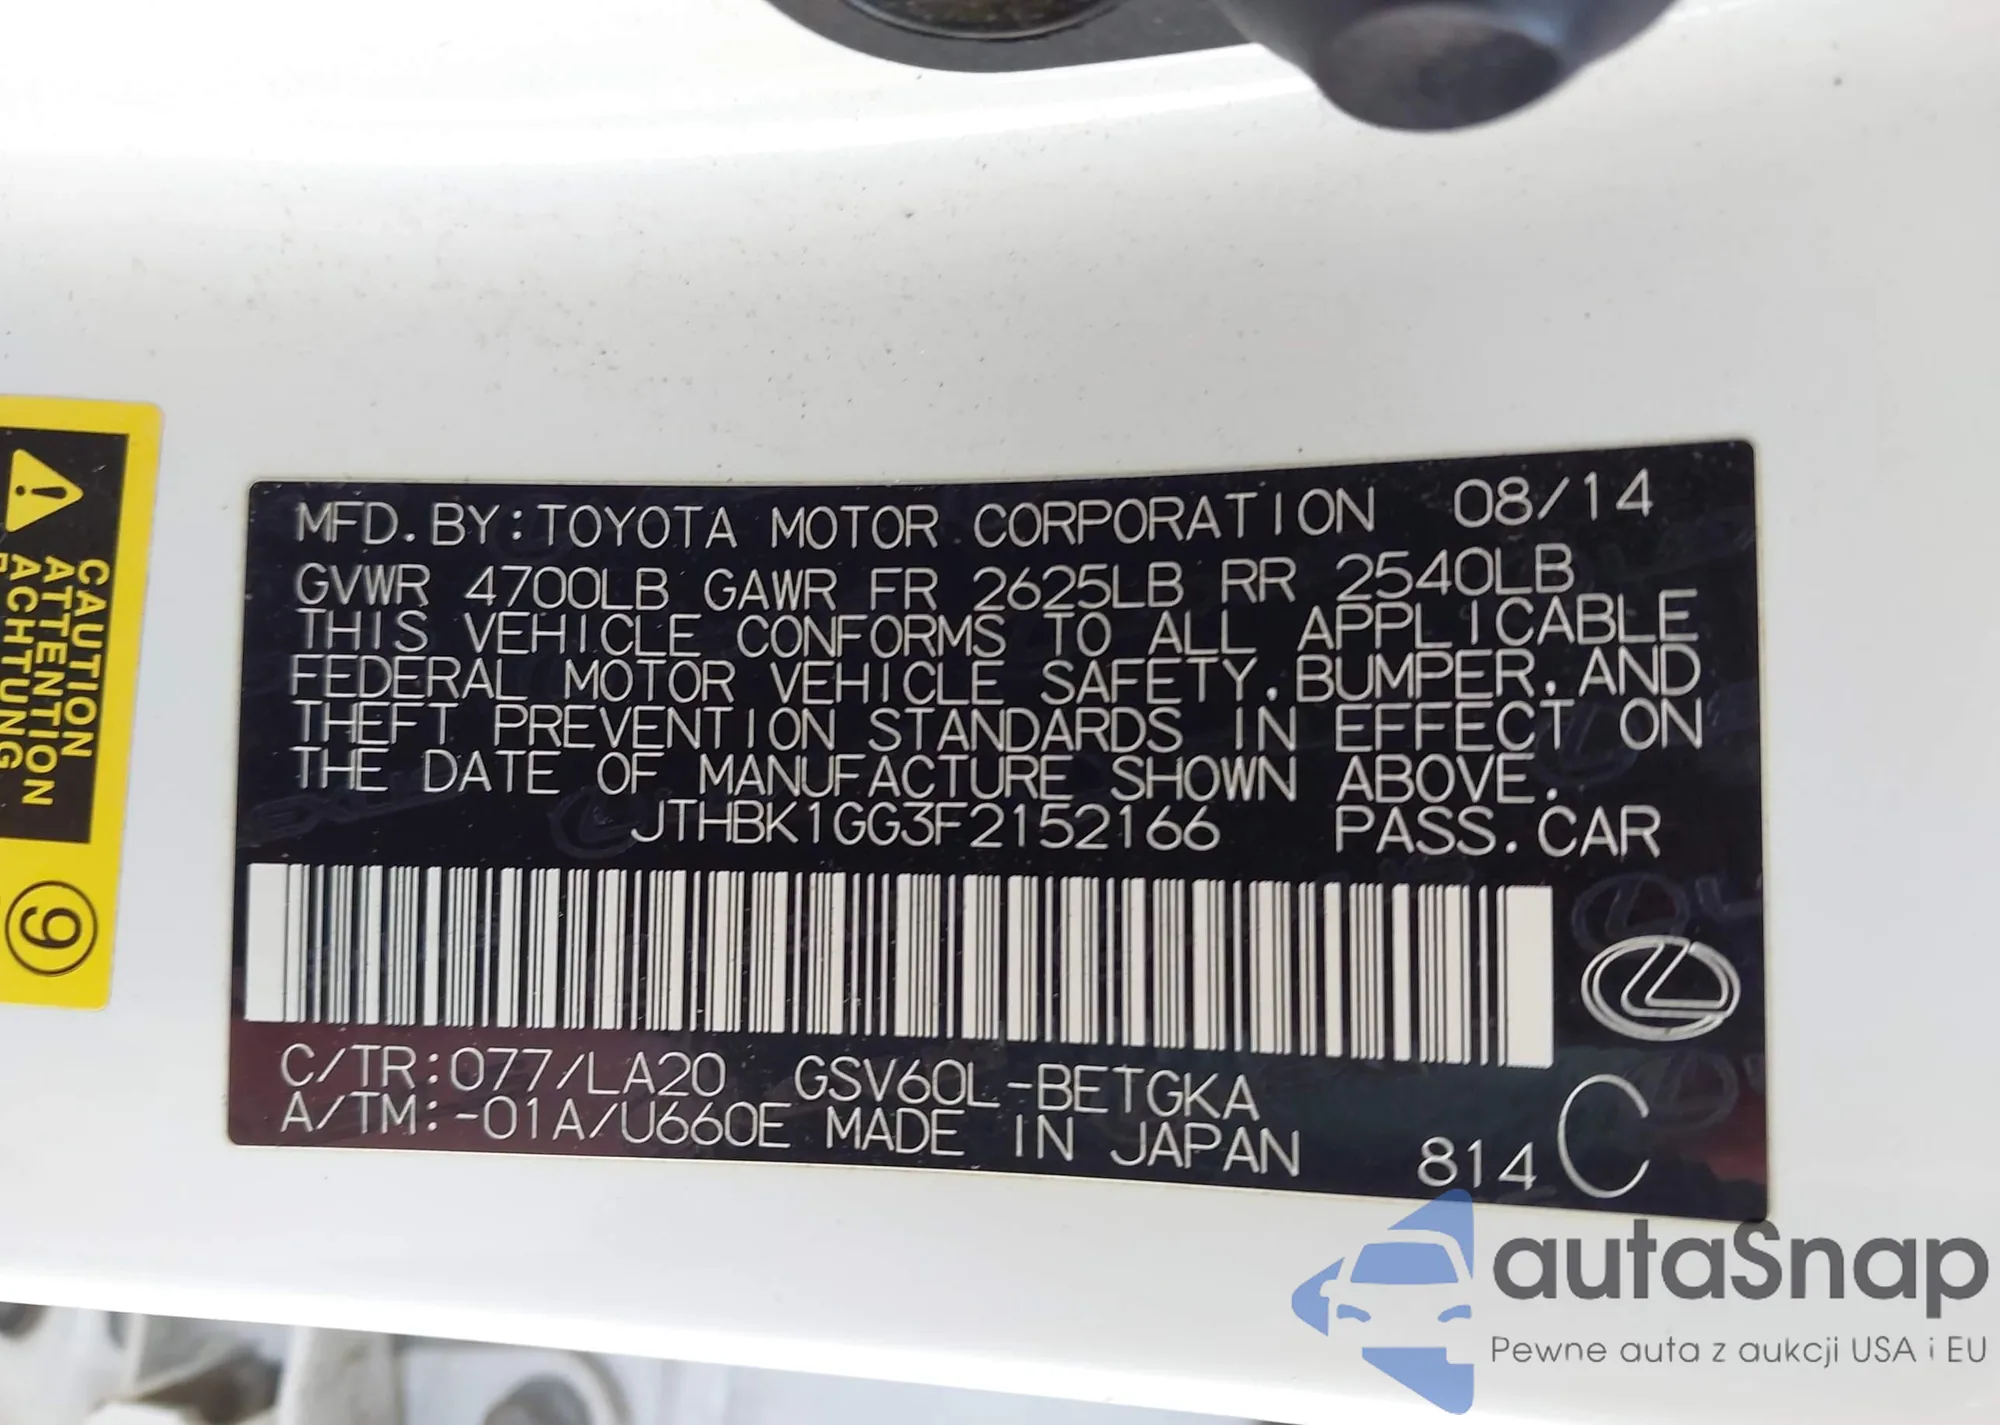 MFD. BY: TOYOTA MOTOR CORPORATION 08/14
GVWR 4700LB GAWR FR 2625LB RR 2540LB
THIS VEHICLE CONFORMS TO ALL APPLICABLE
FEDERAL MOTOR VEHICLE SAFETY, BUMPER, AND
THEFT PREVENTION STANDARDS IN EFFECT ON
THE DATE OF MANUFACTURE SHOWN ABOVE.
JTHBK1GG3F2152166 PASS. CAR
C/TR: 077/LA20 GSV60L-BETGKA
A/TM: -01A/U660E MADE IN JAPAN 814 C
CAUTION
ATTENTION
ACHTUNG
9
autaSnap
Pewne auta z aukcji USA i EU